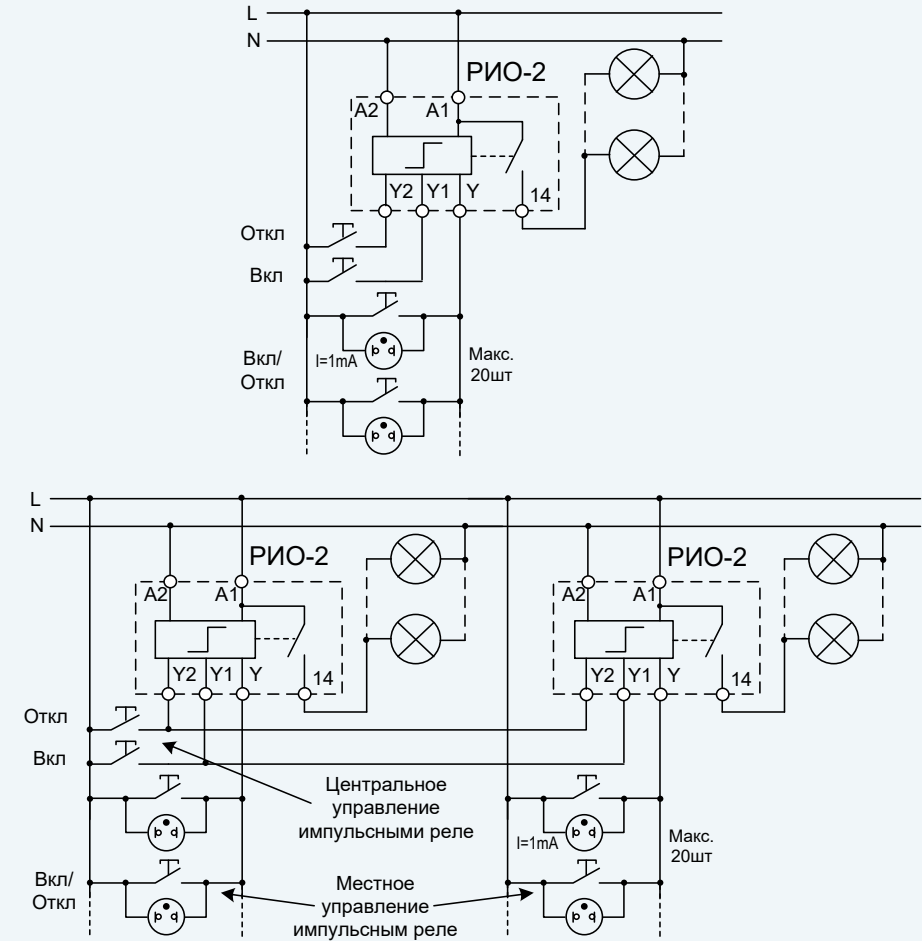 L
N
РИО-2
A2
A1
Y2
Y1
Y
14
Откл
Вкл
I=1mA
Вкл/
Откл
Макс.
20шт
L
N
РИО-2
РИО-2
A2
A1
A2
A1
Y2
Y1
Y
14
Y2
Y1
Y
14
Откл
Вкл
Центральное
управление
импульсными реле
I=1mA
Макс.
20шт
Вкл/
Откл
Местное
управление
импульсным реле